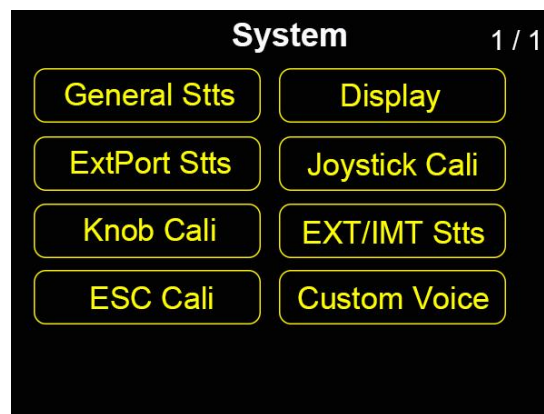 System
1 / 1
General Stts
Display
ExtPort Stts
Joystick Cali
Knob Cali
EXT/IMT Stts
ESC Cali
Custom Voice